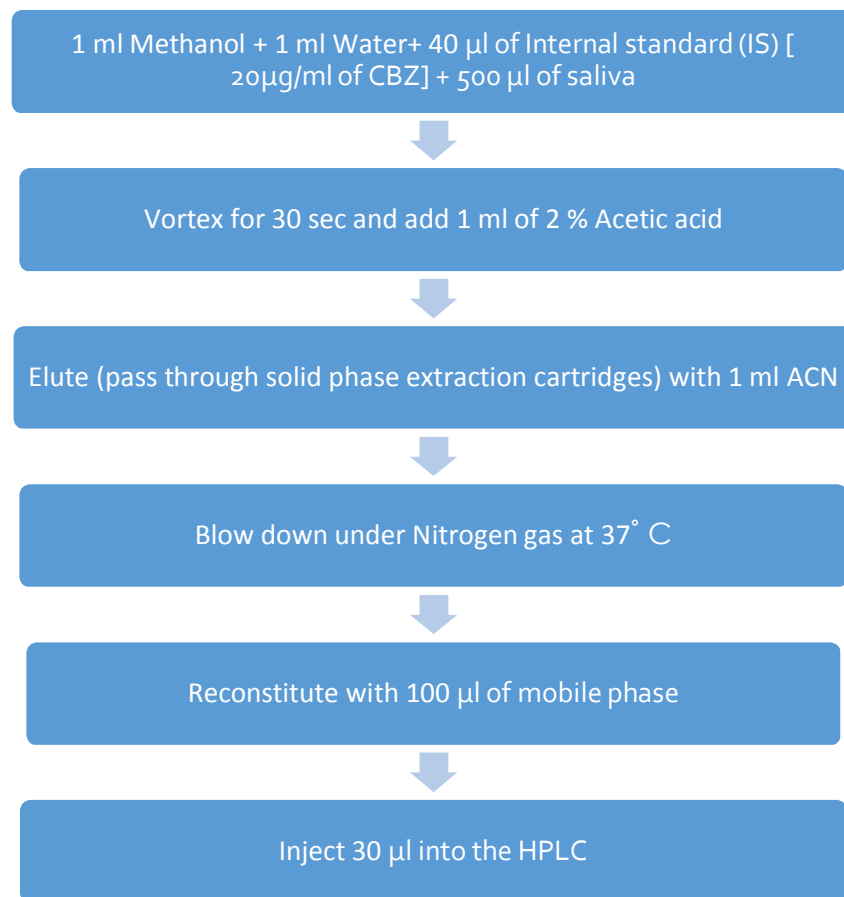 1 ml Methanol + 1 ml Water+ 40 µl of Internal standard (IS) [
20µg/ml of CBZ] + 500 µl of saliva
Vortex for 30 sec and add 1 ml of 2 % Acetic acid
Elute (pass through solid phase extraction cartridges) with 1 ml ACN
Blow down under Nitrogen gas at 37° C
Reconstitute with 100 µl of mobile phase
Inject 30 µl into the HPLC